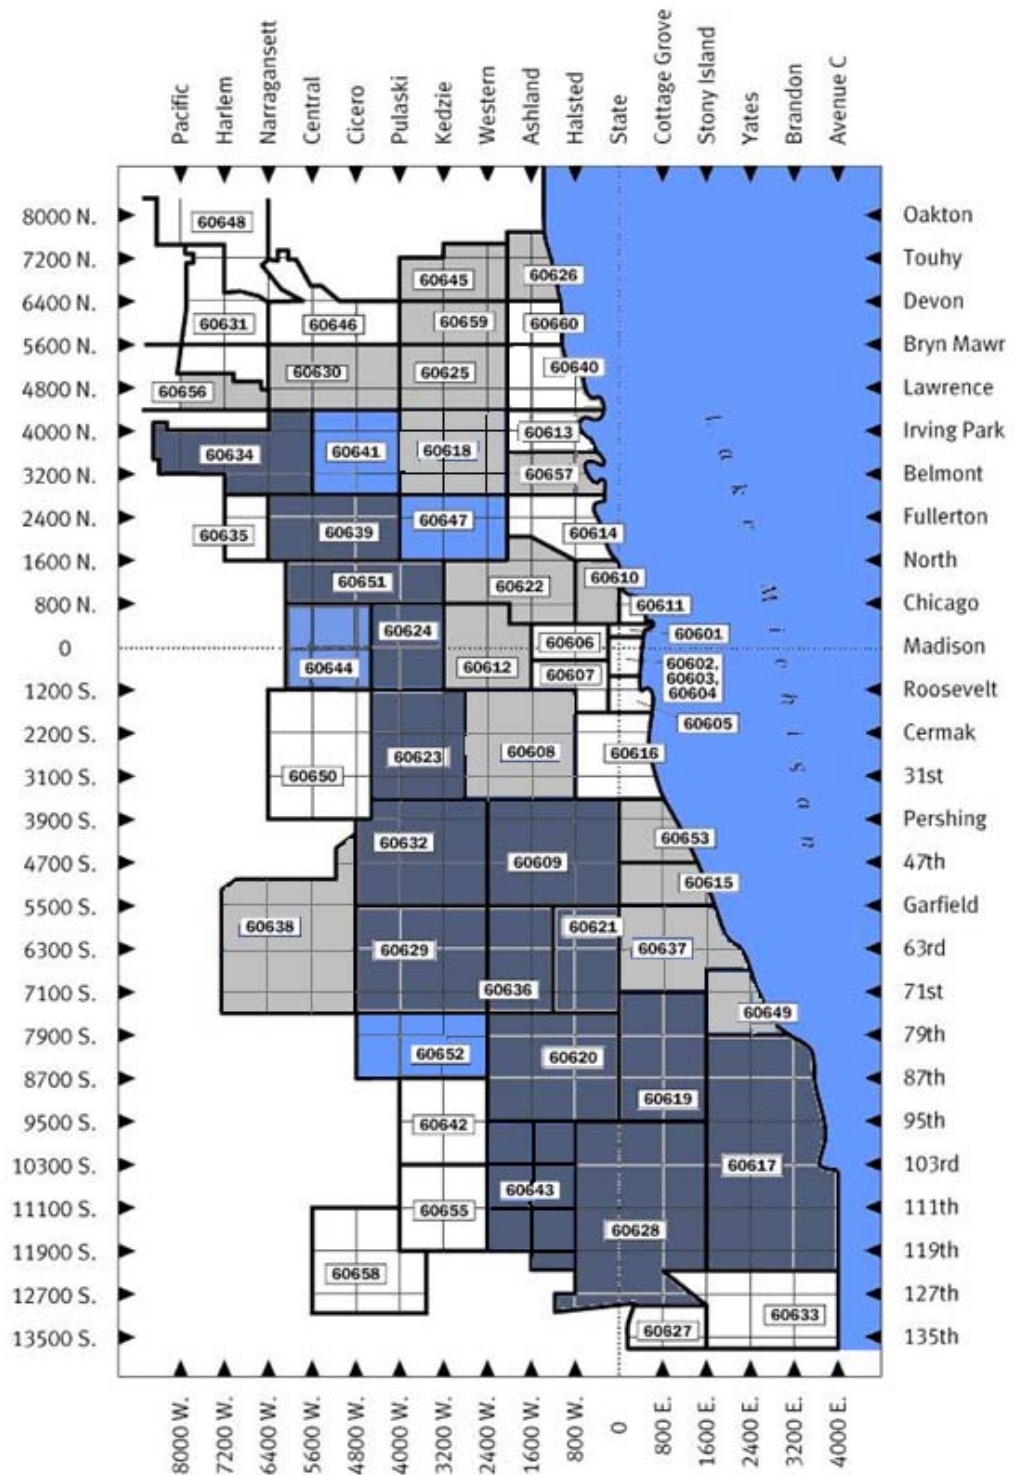 Pacific
Harlem
Narragansett
Central
Cicero
Pulaski
Kedzie
Western
Ashland
Halsted
State
Cottage Grove
Stony Island
Yates
Brandon
Avenue C
8000 N.
60648
Oakton
7200 N.
60645
60626
Touhy
6400 N.
Devon
60631
60646
60659
60660
5600 N.
Bryn Mawr
60630
60625
60640
4800 N.
60656
Lawrence
4000 N.
60613
Irving Park
60634
60641
60618
3200 N.
60657
Belmont
2400 N.
60647
Fullerton
60635
60639
60614
1600 N.
North
60651
60622
60610
800 N.
60611
Chicago
60624
60606
60601
0
Madison
60644
60612
60607
60602,
60603,
60604
1200 S.
Roosevelt
60605
2200 S.
Cermak
60623
60608
60616
3100 S.
60650
31st
3900 S.
Pershing
60632
60653
4700 S.
60609
47th
60615
5500 S.
Garfield
60638
60621
6300 S.
60629
60637
63rd
7100 S.
60636
71st
60649
7900 S.
79th
60652
60620
8700 S.
87th
60619
9500 S.
60642
95th
10300 S.
60617
103rd
60643
11100 S.
60655
111th
60628
11900 S.
119th
60658
12700 S.
127th
60633
60627
13500 S.
135th
Lake Michigan
8000 W.
7200 W.
6400 W.
5600 W.
4800 W.
4000 W.
3200 W.
2400 W.
1600 W.
800 W.
0
800 E.
1600 E.
2400 E.
3200 E.
4000 E.